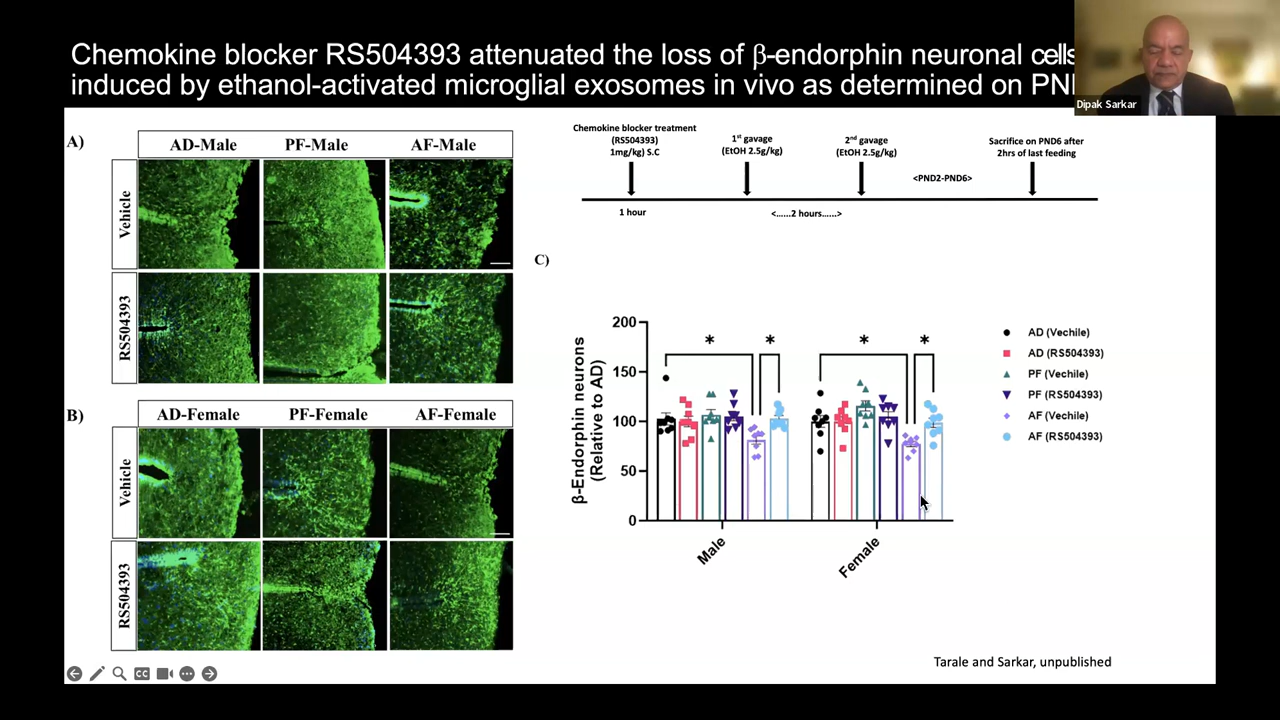 Chemokine blocker RS504393 attenuated the loss of β-endorphin neuronal cells
induced by ethanol-activated microglial exosomes in vivo as determined on
Dipak Sarkar
A)
AD-Male PF-Male AF-Male
Vehicle
RS504393
B)
AD-Female PF-Female AF-Female
Vehicle
RS504393
Chemokine blocker treatment
(RS504393)
1mg/kg) S.C
1st gavage
(EtOH 2.5g/kg)
2nd gavage
(EtOH 2.5g/kg)
<PND2-PND6>
Sacrifice on PND6 after
2hrs of last feeding
1 hour
<......2 hours......>
C)
β-Endorphin neurons
(Relative to AD)
200
150
100
50
0
* * * *
Male
Female
AD (Vechile)
AD (RS504393)
PF (Vechile)
PF (RS504393)
AF (Vechile)
AF (RS504393)
CC
Tarale and Sarkar, unpublished